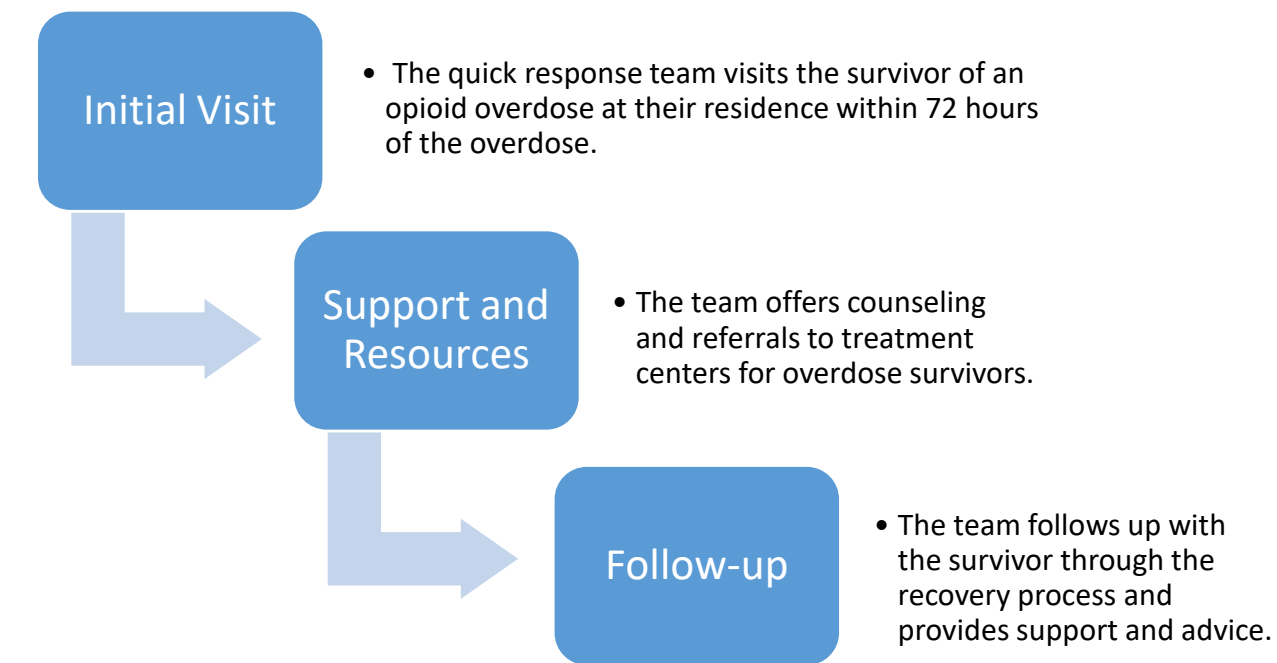 Initial Visit
• The quick response team visits the survivor of an
opioid overdose at their residence within 72 hours
of the overdose.
Support and
Resources
• The team offers counseling
and referrals to treatment
centers for overdose survivors.
Follow-up
• The team follows up with
the survivor through the
recovery process and
provides support and advice.